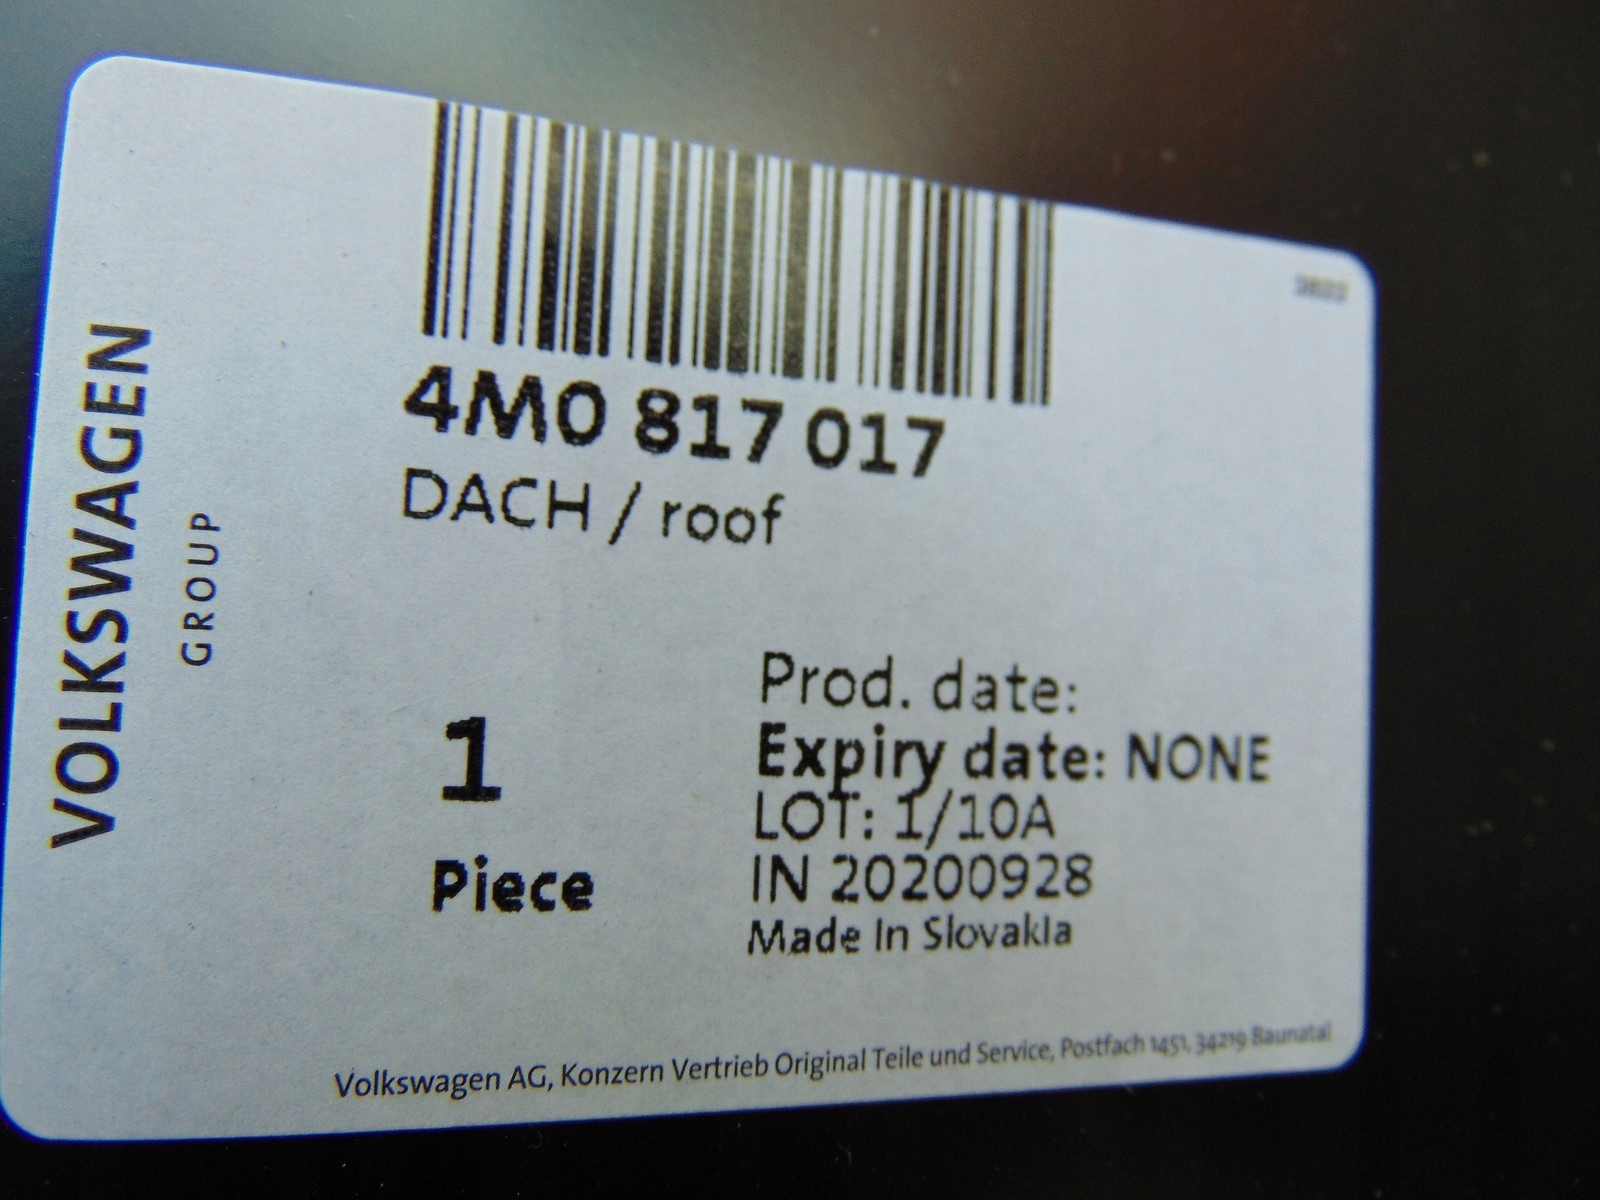 VOLKSWAGEN
GROUP
4M0 817 017
DACH / roof
1
Piece
Prod. date:
Expiry date: NONE
LOT: 1/10A
IN 20200928
Made In Slovakia
Volkswagen AG, Konzern Vertrieb Original Teile und Service, Postfach 1451, 34219 Baunatal